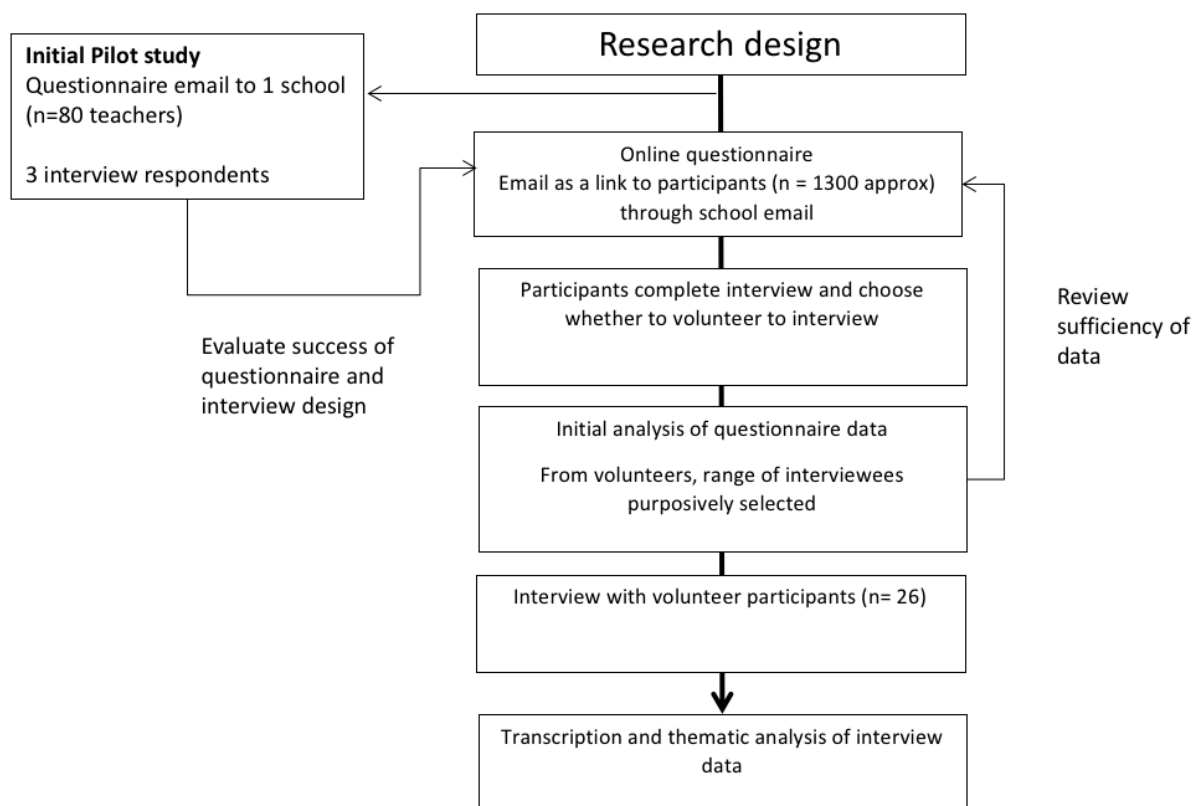 Research design
Initial Pilot study
Questionnaire email to 1 school
(n=80 teachers)
3 interview respondents
Evaluate success of
questionnaire and
interview design
Online questionnaire
Email as a link to participants (n = 1300 approx)
through school email
Participants complete interview and choose
whether to volunteer to interview
Initial analysis of questionnaire data
From volunteers, range of interviewees
purposively selected
Review
sufficiency of
data
Interview with volunteer participants (n= 26)
Transcription and thematic analysis of interview
data